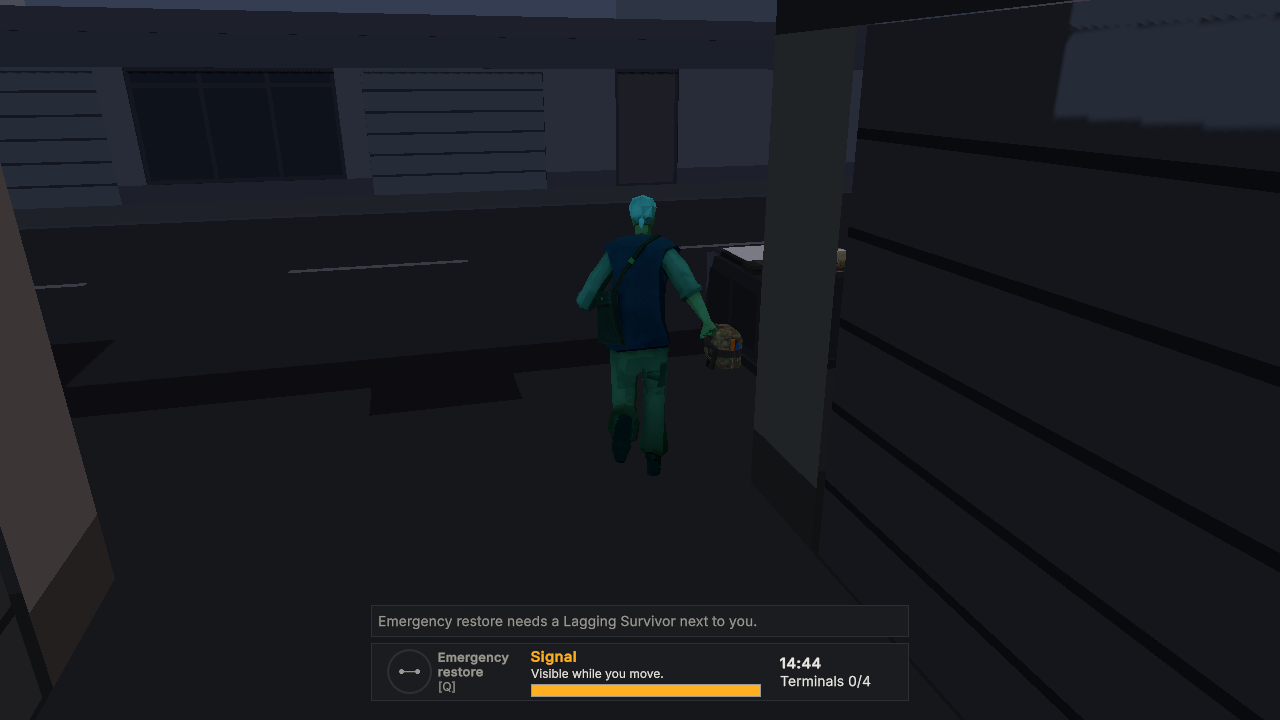 Emergency restore needs a Lagging Survivor next to you.
Emergency restore
[Q]
Signal
Visible while you move.
14:44
Terminals 0/4